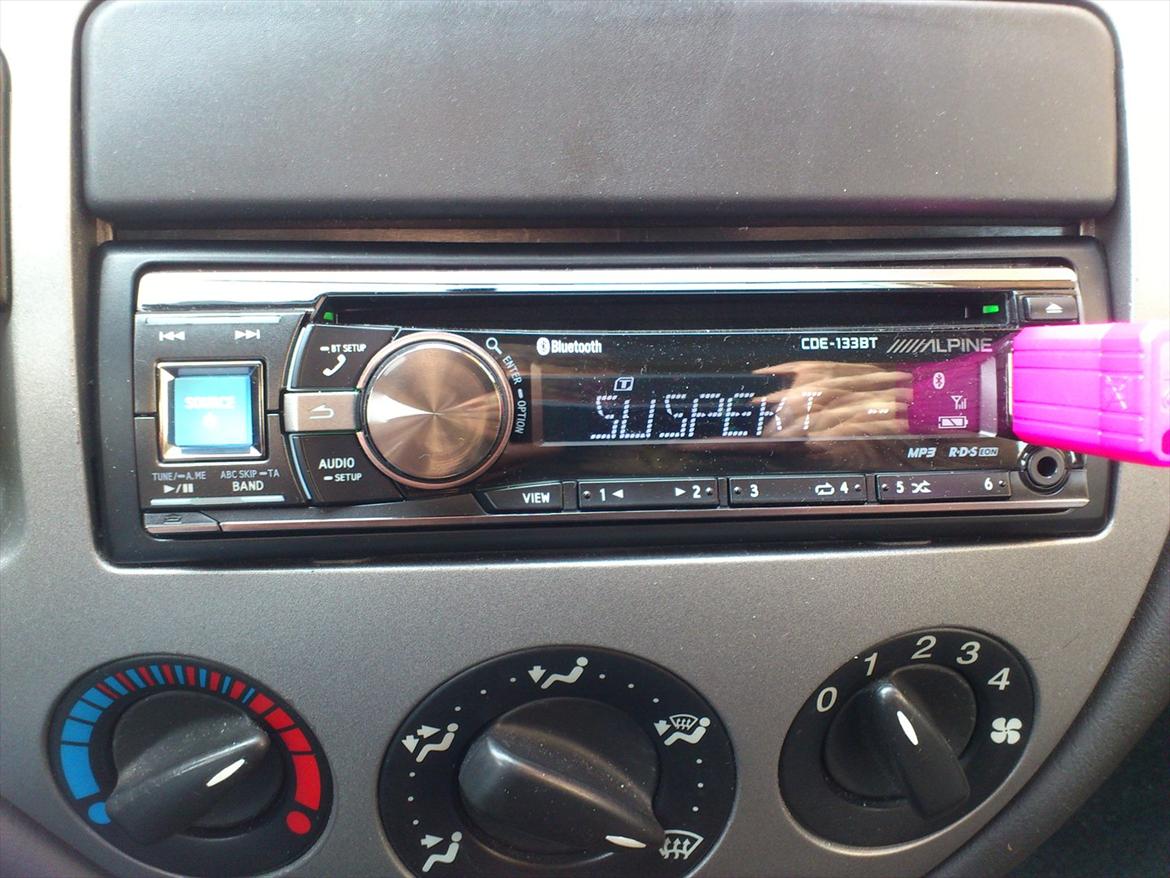 BT SETUP
ENTER
OPTION
Bluetooth
CDE-133BT
ALPINE
SOURCE
T
SUSPEKT
AUDIO
SETUP
TUNE/A.ME
ABC SKIP TA
BAND
MP3 R·D·S EON
VIEW
1 2 3 4 5 6
0 1 2 3 4